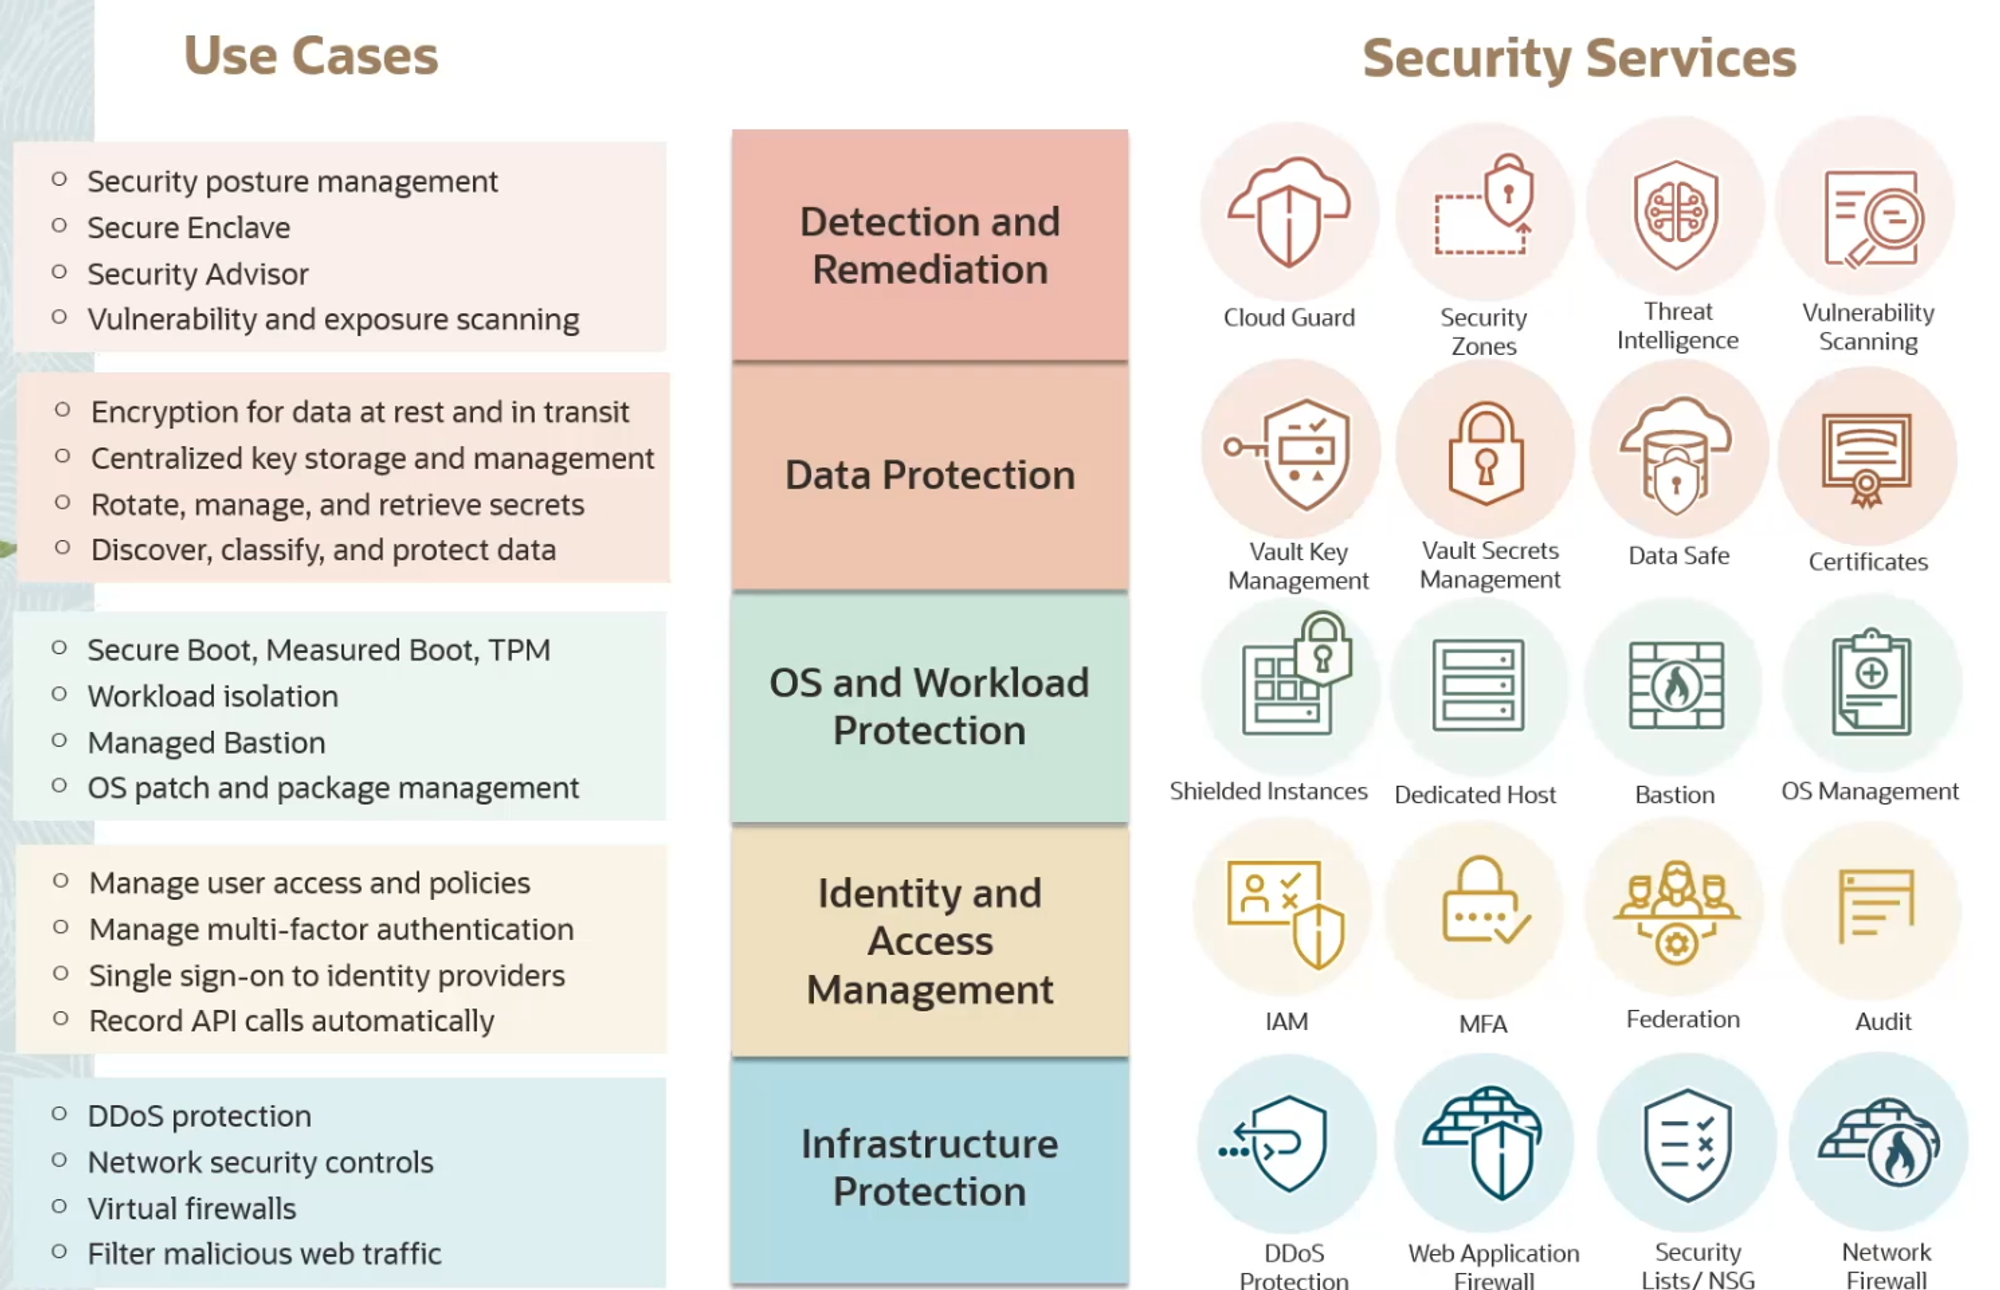 Use Cases
Security Services
Security posture management
Secure Enclave
Security Advisor
Vulnerability and exposure scanning
Detection and
Remediation
Cloud Guard
Security
Zones
Threat
Intelligence
Vulnerability
Scanning
Encryption for data at rest and in transit
Centralized key storage and management
Rotate, manage, and retrieve secrets
Discover, classify, and protect data
Data Protection
Vault Key
Management
Vault Secrets
Management
Data Safe
Certificates
Secure Boot, Measured Boot, TPM
Workload isolation
Managed Bastion
OS patch and package management
OS and Workload
Protection
Shielded Instances
Dedicated Host
Bastion
OS Management
Manage user access and policies
Manage multi-factor authentication
Single sign-on to identity providers
Record API calls automatically
Identity and
Access
Management
IAM
MFA
Federation
Audit
DDoS protection
Network security controls
Virtual firewalls
Filter malicious web traffic
Infrastructure
Protection
DDoS
Protection
Web Application
Firewall
Security
Lists/ NSG
Network
Firewall